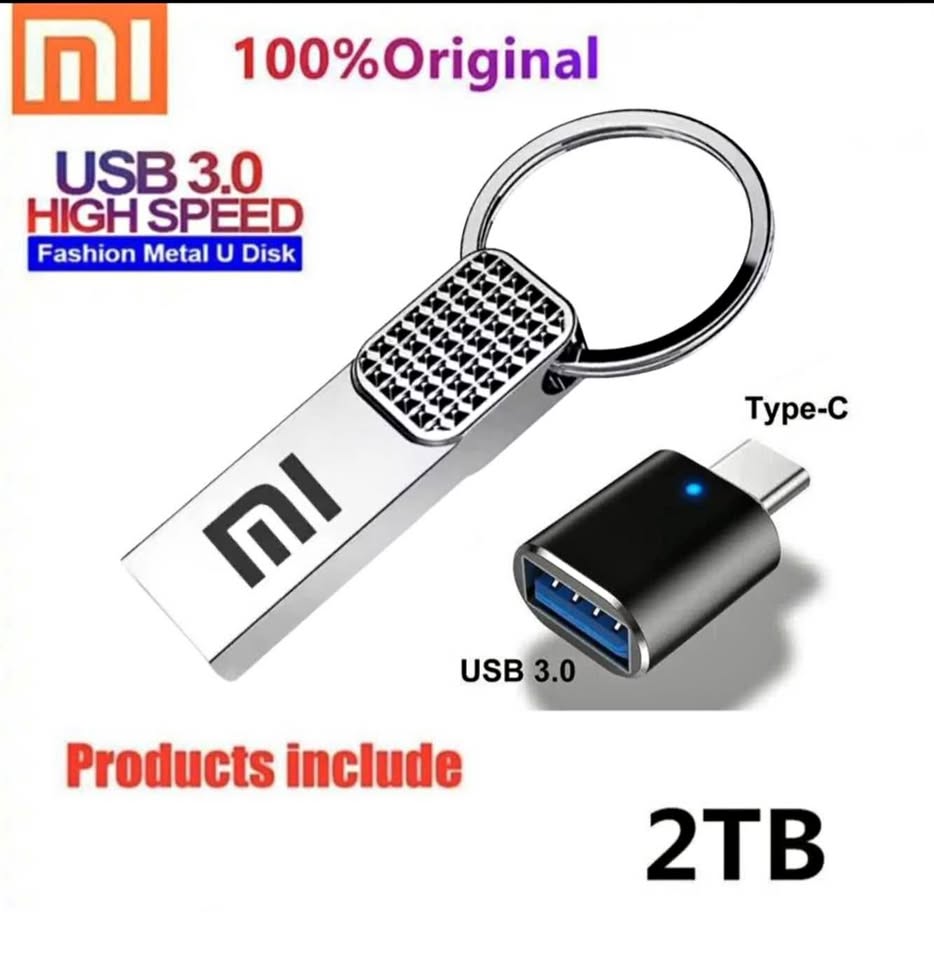 mi
100%Original
USB 3.0
HIGH SPEED
Fashion Metal U Disk
Type-C
mi
USB 3.0
Products include
2TB